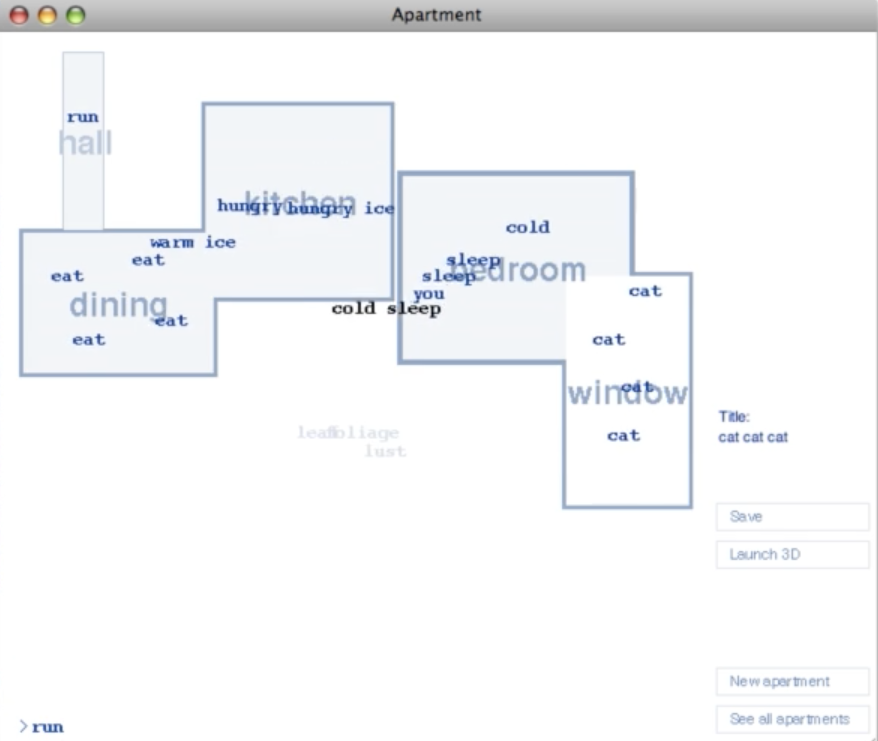 Apartment
run
hall
kitchen
hungry hungry ice
cold
warm ice
eat
sleep
bedroom
eat
sleep
you
cat
dining
cold sleep
eat
eat
cat
cat
window
Title:
cat cat cat
cat
leaf foliage
lust
Save
Launch 3D
New apartment
See all apartments
>run